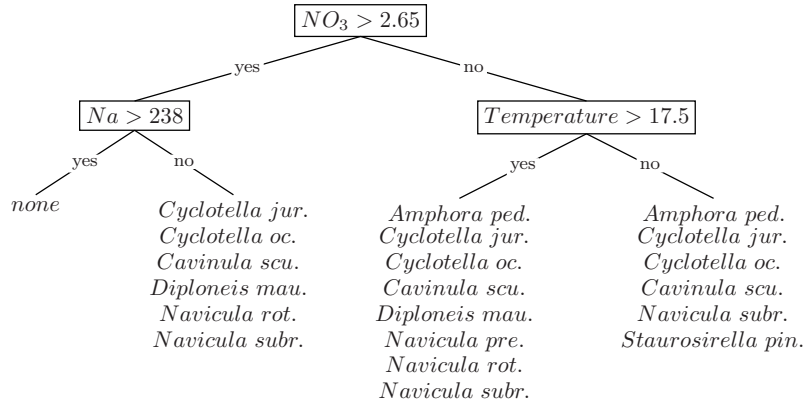 NO3 > 2.65
yes
no
Na > 238
Temperature > 17.5
yes
no
yes
no
none
Cyclotella jur.
Cyclotella oc.
Cavinula scu.
Diploneis mau.
Navicula rot.
Navicula subr.
Amphora ped.
Cyclotella jur.
Cyclotella oc.
Cavinula scu.
Diploneis mau.
Navicula pre.
Navicula rot.
Navicula subr.
Amphora ped.
Cyclotella jur.
Cyclotella oc.
Cavinula scu.
Navicula subr.
Staurosirella pin.